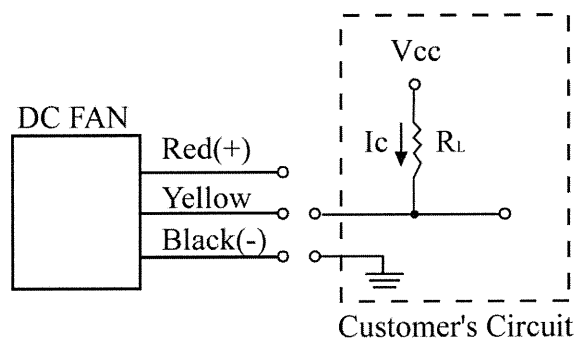 Vcc
DC FAN
Red(+)
Ic
RL
Yellow
Black(-)
Customer's Circuit